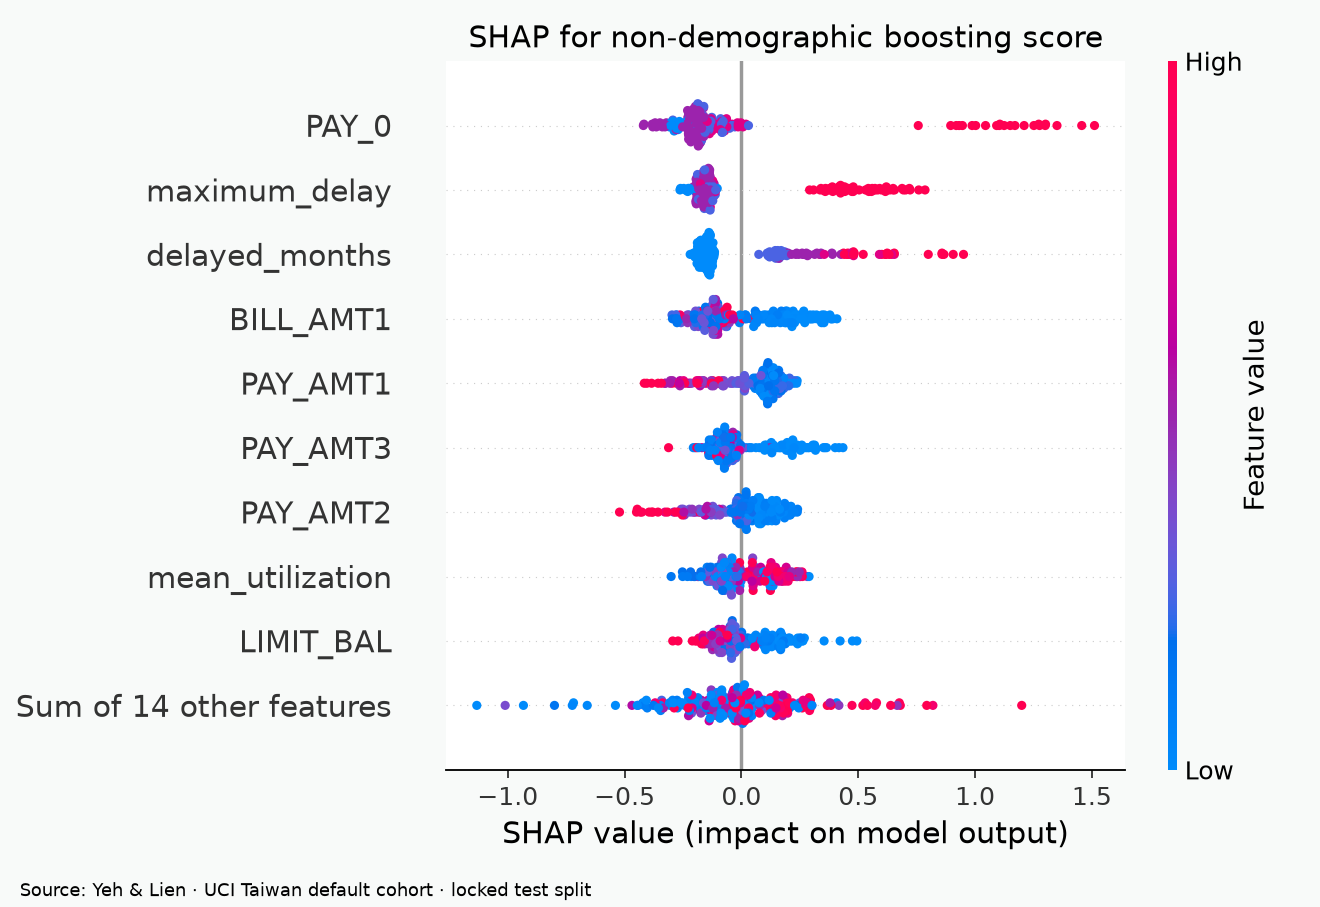 SHAP for non-demographic boosting score
High
PAY_0
maximum_delay
delayed_months
BILL_AMT1
PAY_AMT1
PAY_AMT3
PAY_AMT2
mean_utilization
LIMIT_BAL
Sum of 14 other features
Feature value
Low
−1.0 −0.5 0.0 0.5 1.0 1.5
SHAP value (impact on model output)
Source: Yeh & Lien · UCI Taiwan default cohort · locked test split